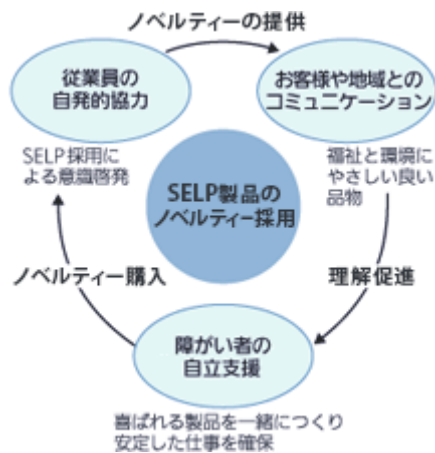 ノベルティーの提供
従業員の
自発的協力
お客様や地域との
コミュニケーション
SELP採用に
よる意識啓発
福祉と環境に
やさしい良い
品物
SELP製品の
ノベルティー採用
ノベルティー購入
理解促進
障がい者の
自立支援
喜ばれる製品を一緒につくり
安定した仕事を確保